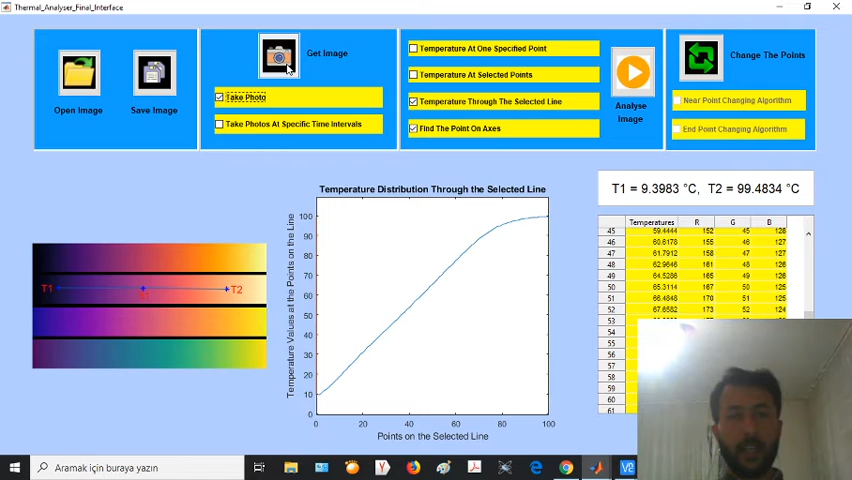 Thermal_Analyser_Final_Interface
Open Image
Save Image
Get Image
Take Photo
Take Photos At Specific Time Intervals
Temperature At One Specified Point
Temperature At Selected Points
Temperature Through The Selected Line
Find The Point On Axes
Analyse
Image
Change The Points
Near Point Changing Algorithm
End Point Changing Algorithm
T1
T2
Temperature Distribution Through the Selected Line
Temperature Values at the Points on the Line
100
90
80
70
60
50
40
30
20
10
0
0 20 40 60 80 100
Points on the Selected Line
T1 = 9.3983 °C, T2 = 99.4834 °C
Temperatures R G B
45 59.4444 152 45 128
46 60.6178 155 46 127
47 61.7912 158 47 127
48 62.9646 161 48 126
49 64.5286 165 49 126
50 65.3114 167 50 125
51 66.4848 170 51 125
52 67.6582 173 52 124
53
54
55
56
57
58
59
60
61
Aramak için buraya yazın